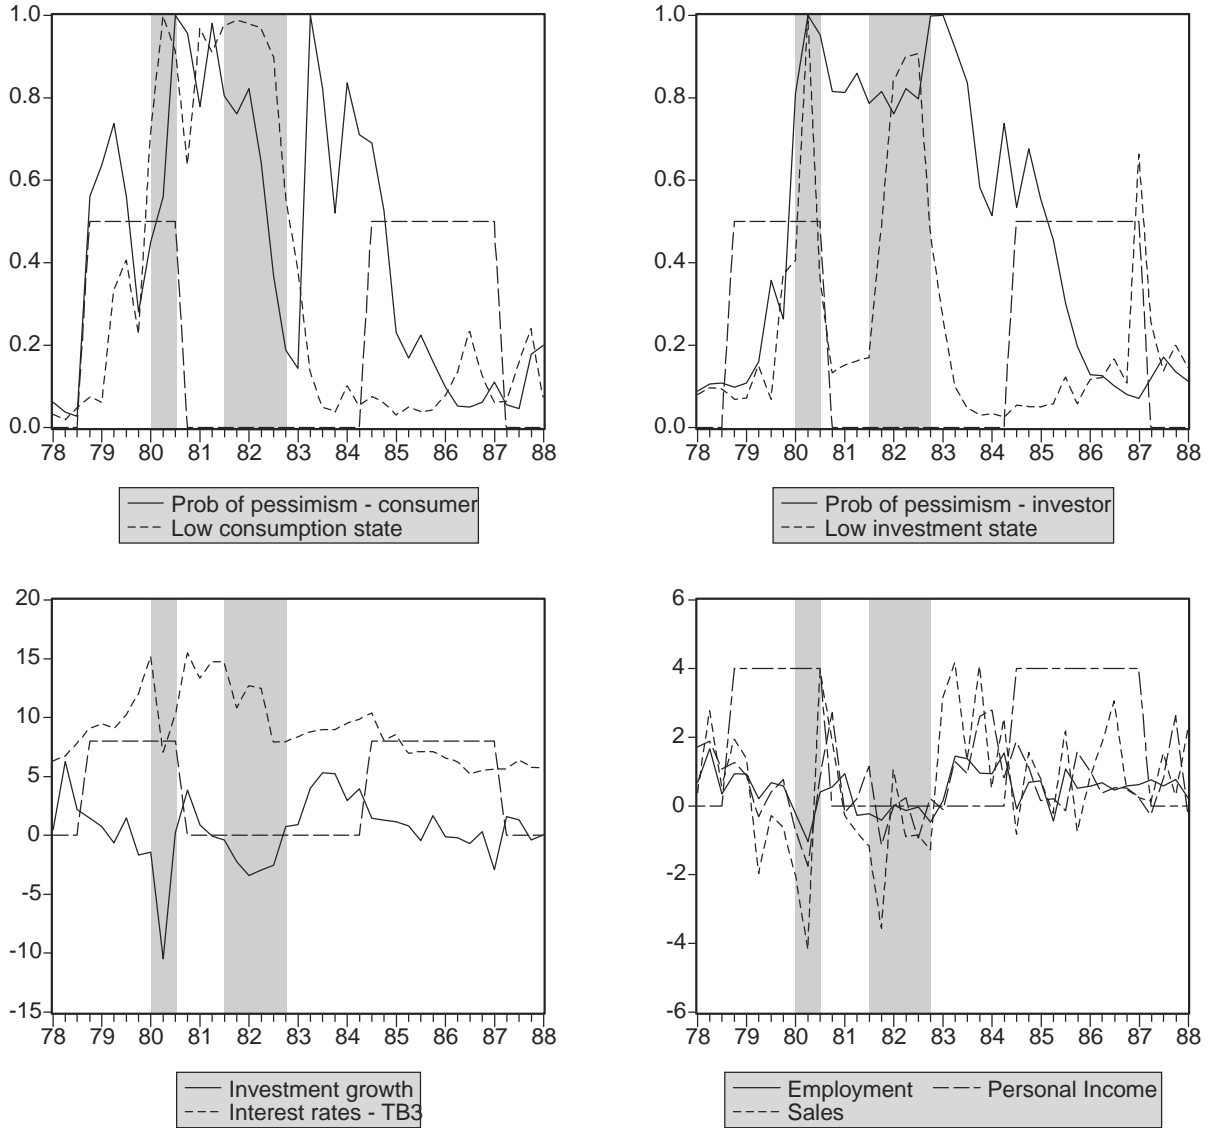 1.0
0.8
0.6
0.4
0.2
0.0
78 79 80 81 82 83 84 85 86 87 88
Prob of pessimism - consumer
Low consumption state
1.0
0.8
0.6
0.4
0.2
0.0
78 79 80 81 82 83 84 85 86 87 88
Prob of pessimism - investor
Low investment state
20
15
10
5
0
-5
-10
-15
78 79 80 81 82 83 84 85 86 87 88
Investment growth
Interest rates - TB3
6
4
2
0
-2
-4
-6
78 79 80 81 82 83 84 85 86 87 88
Employment Personal Income
Sales